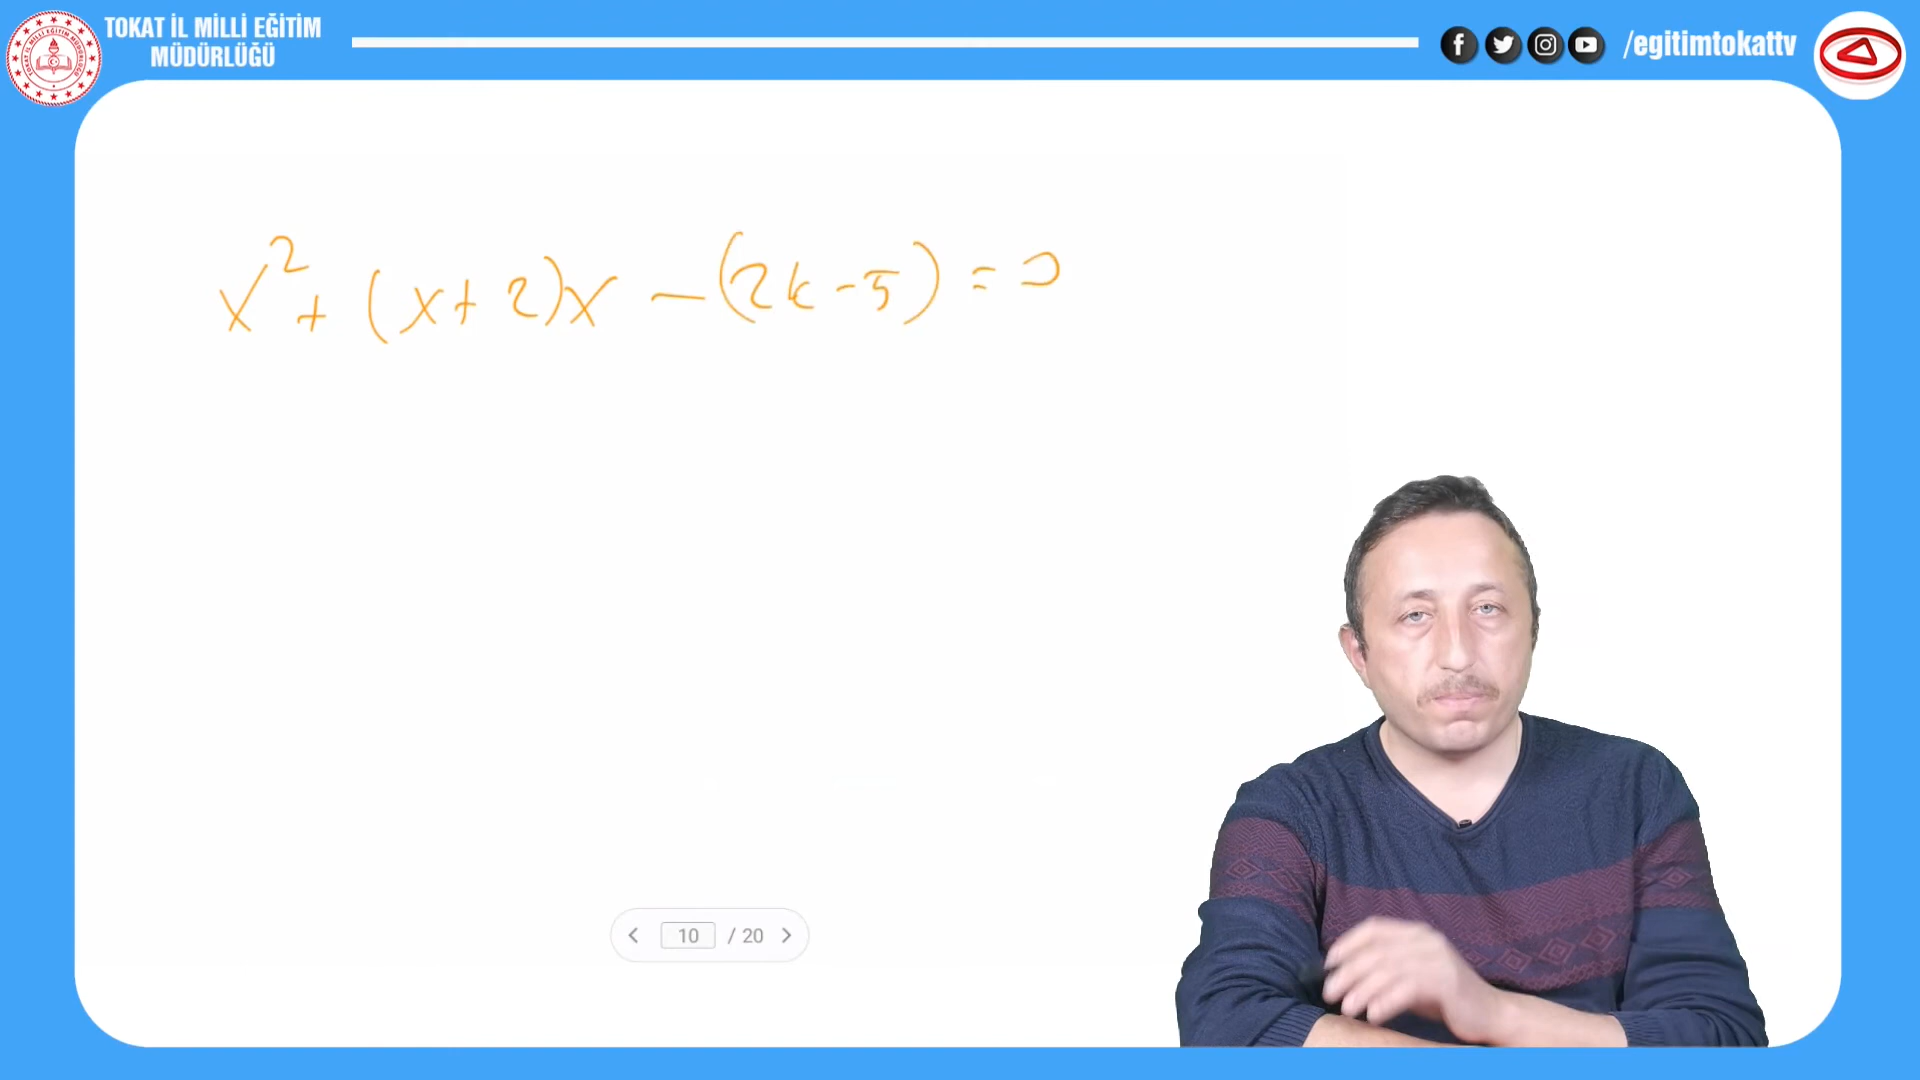 TOKAT İL MİLLİ EĞİTİM
MÜDÜRLÜĞÜ
/egitimtokattv
x² + (x+2)x - (2k-5) = 0
10 / 20